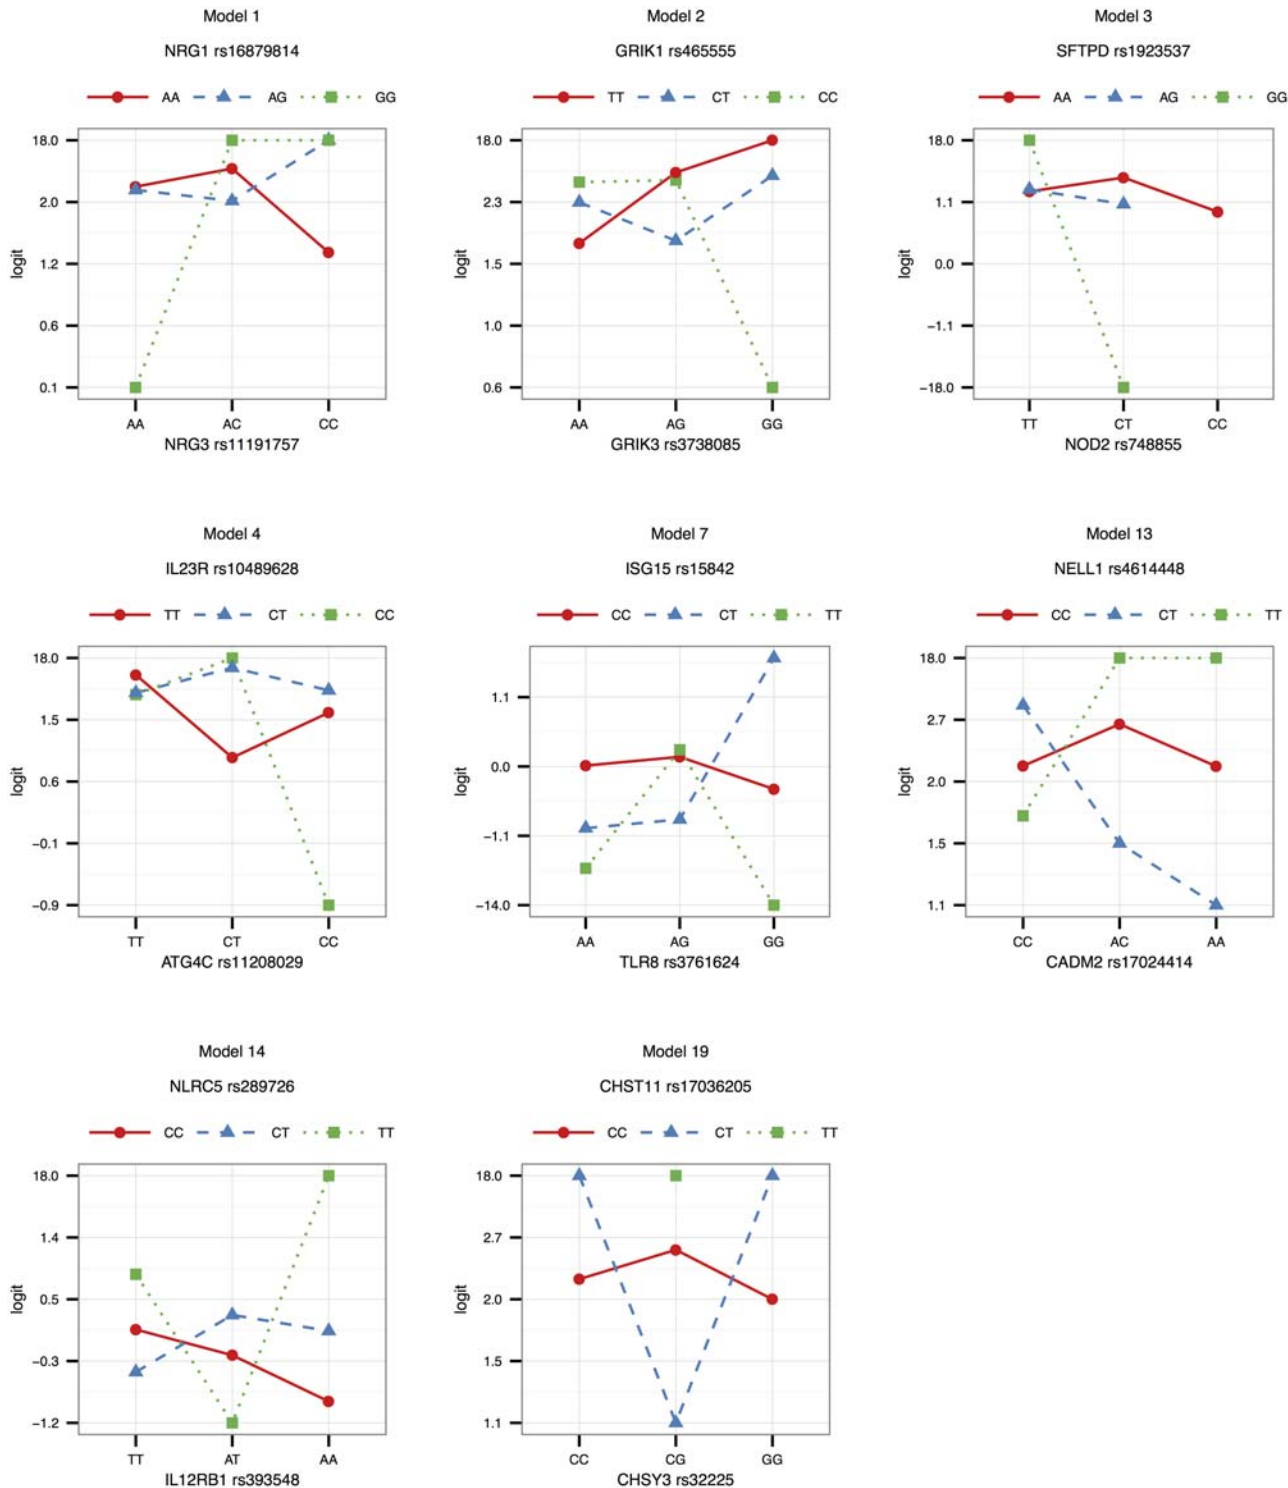 Model 1
NRG1 rs16879814
AA AG GG
18.0
2.0
1.2
0.6
0.1
logit
AA AC CC
NRG3 rs11191757
Model 2
GRIK1 rs465555
TT CT CC
18.0
2.3
1.5
1.0
0.6
logit
AA AG GG
GRIK3 rs3738085
Model 3
SFTPD rs1923537
AA AG GG
18.0
1.1
0.0
−1.1
−18.0
logit
TT CT CC
NOD2 rs748855
Model 4
IL23R rs10489628
TT CT CC
18.0
1.5
0.6
−0.1
−0.9
logit
TT CT CC
ATG4C rs11208029
Model 7
ISG15 rs15842
CC CT TT
1.1
0.0
−1.1
−14.0
logit
AA AG GG
TLR8 rs3761624
Model 13
NELL1 rs4614448
CC CT TT
18.0
2.7
2.0
1.5
1.1
logit
CC AC AA
CADM2 rs17024414
Model 14
NLRC5 rs289726
CC CT TT
18.0
1.4
0.5
−0.3
−1.2
logit
TT AT AA
IL12RB1 rs393548
Model 19
CHST11 rs17036205
CC CT TT
18.0
2.7
2.0
1.5
1.1
logit
CC CG GG
CHSY3 rs32225